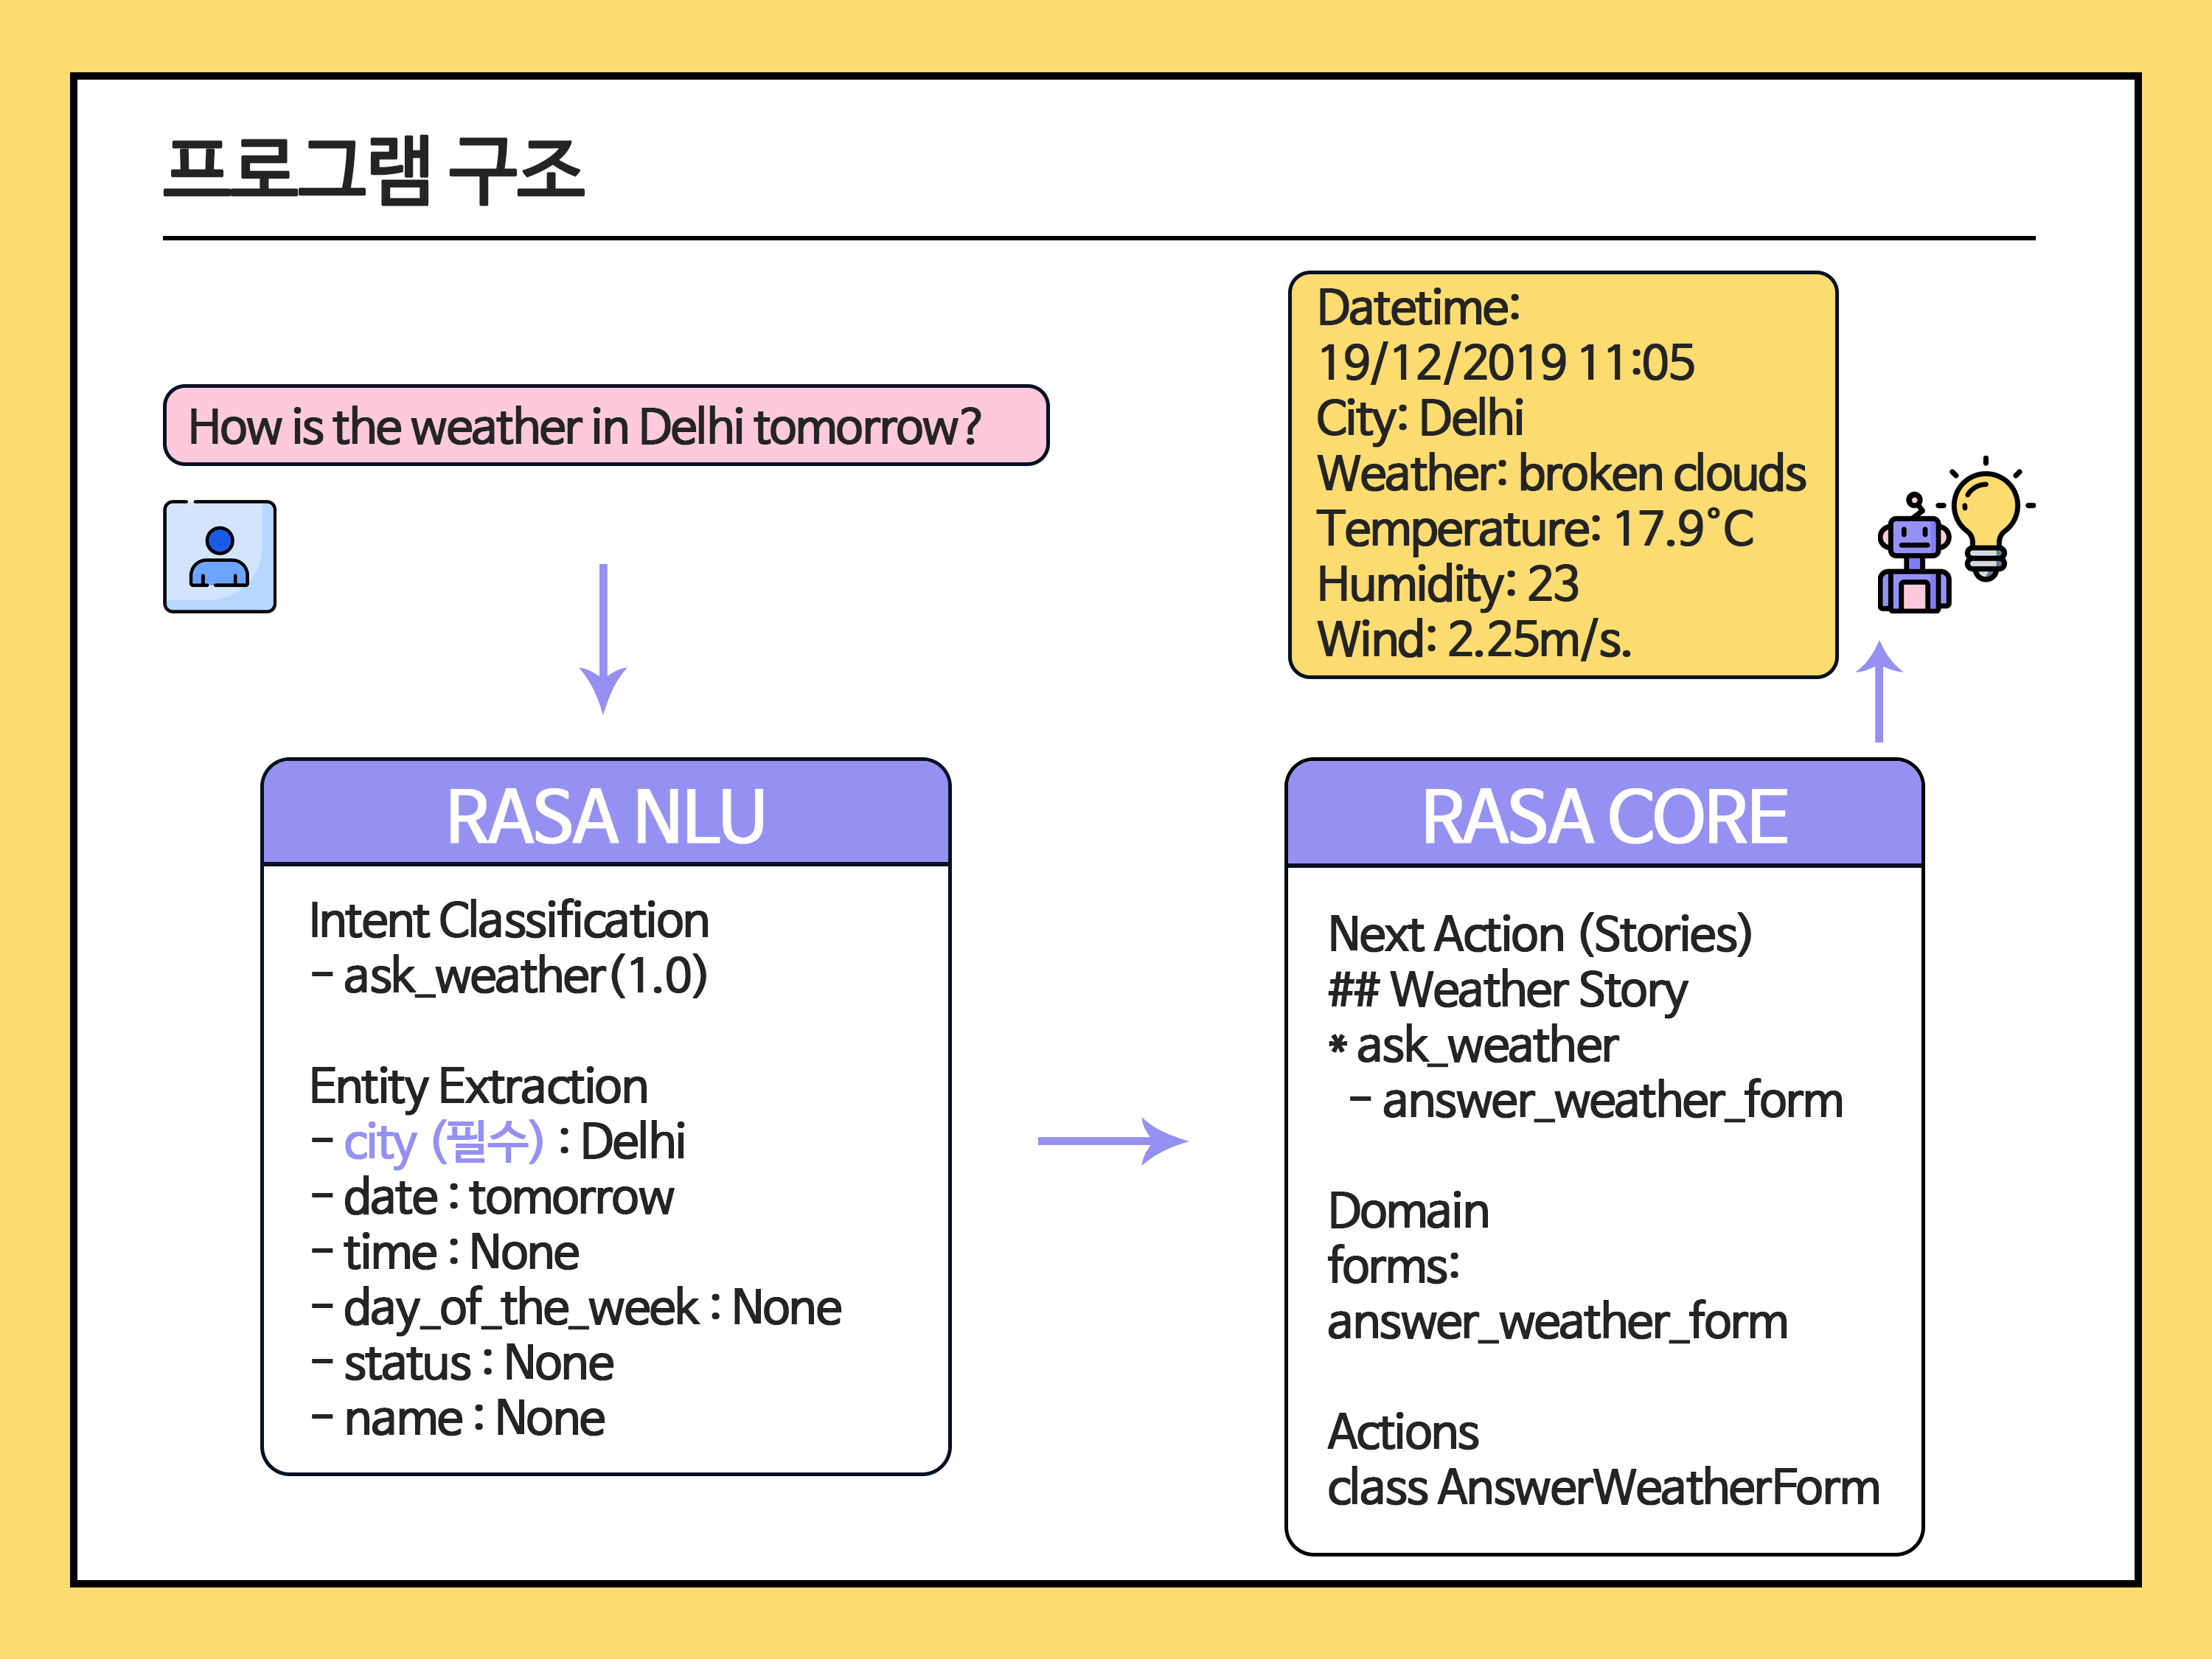 프로그램 구조
How is the weather in Delhi tomorrow?
Datetime:
19/12/2019 11:05
City: Delhi
Weather: broken clouds
Temperature: 17.9°C
Humidity: 23
Wind: 2.25m/s.
RASA NLU
Intent Classification
- ask_weather(1.0)
Entity Extraction
- city (필수) : Delhi
- date : tomorrow
- time : None
- day_of_the_week : None
- status : None
- name : None
RASA CORE
Next Action (Stories)
## Weather Story
* ask_weather
- answer_weather_form
Domain
forms:
answer_weather_form
Actions
class AnswerWeatherForm